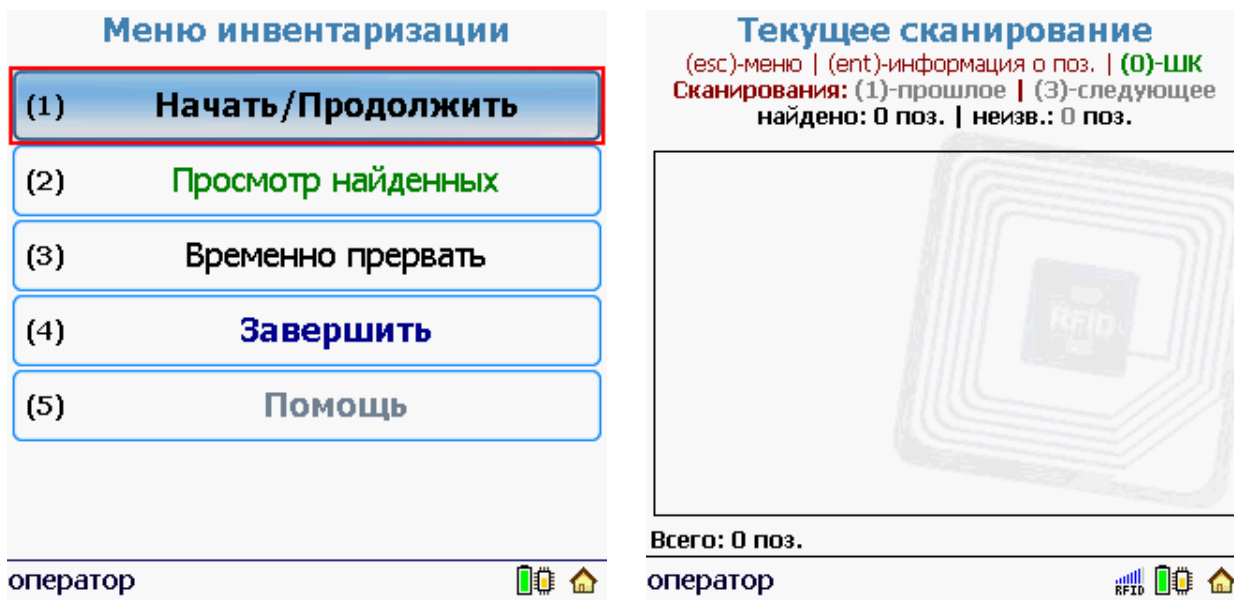 Меню инвентаризации
(1) Начать/Продолжить
(2) Просмотр найденных
(3) Временно прервать
(4) Завершить
(5) Помощь
оператор
Текущее сканирование
(esc)-меню | (ent)-информация о поз. | (0)-ШК
Сканирования: (1)-прошлое | (3)-следующее
найдено: 0 поз. | неизв.: 0 поз.
RFID
Всего: 0 поз.
оператор
RFID